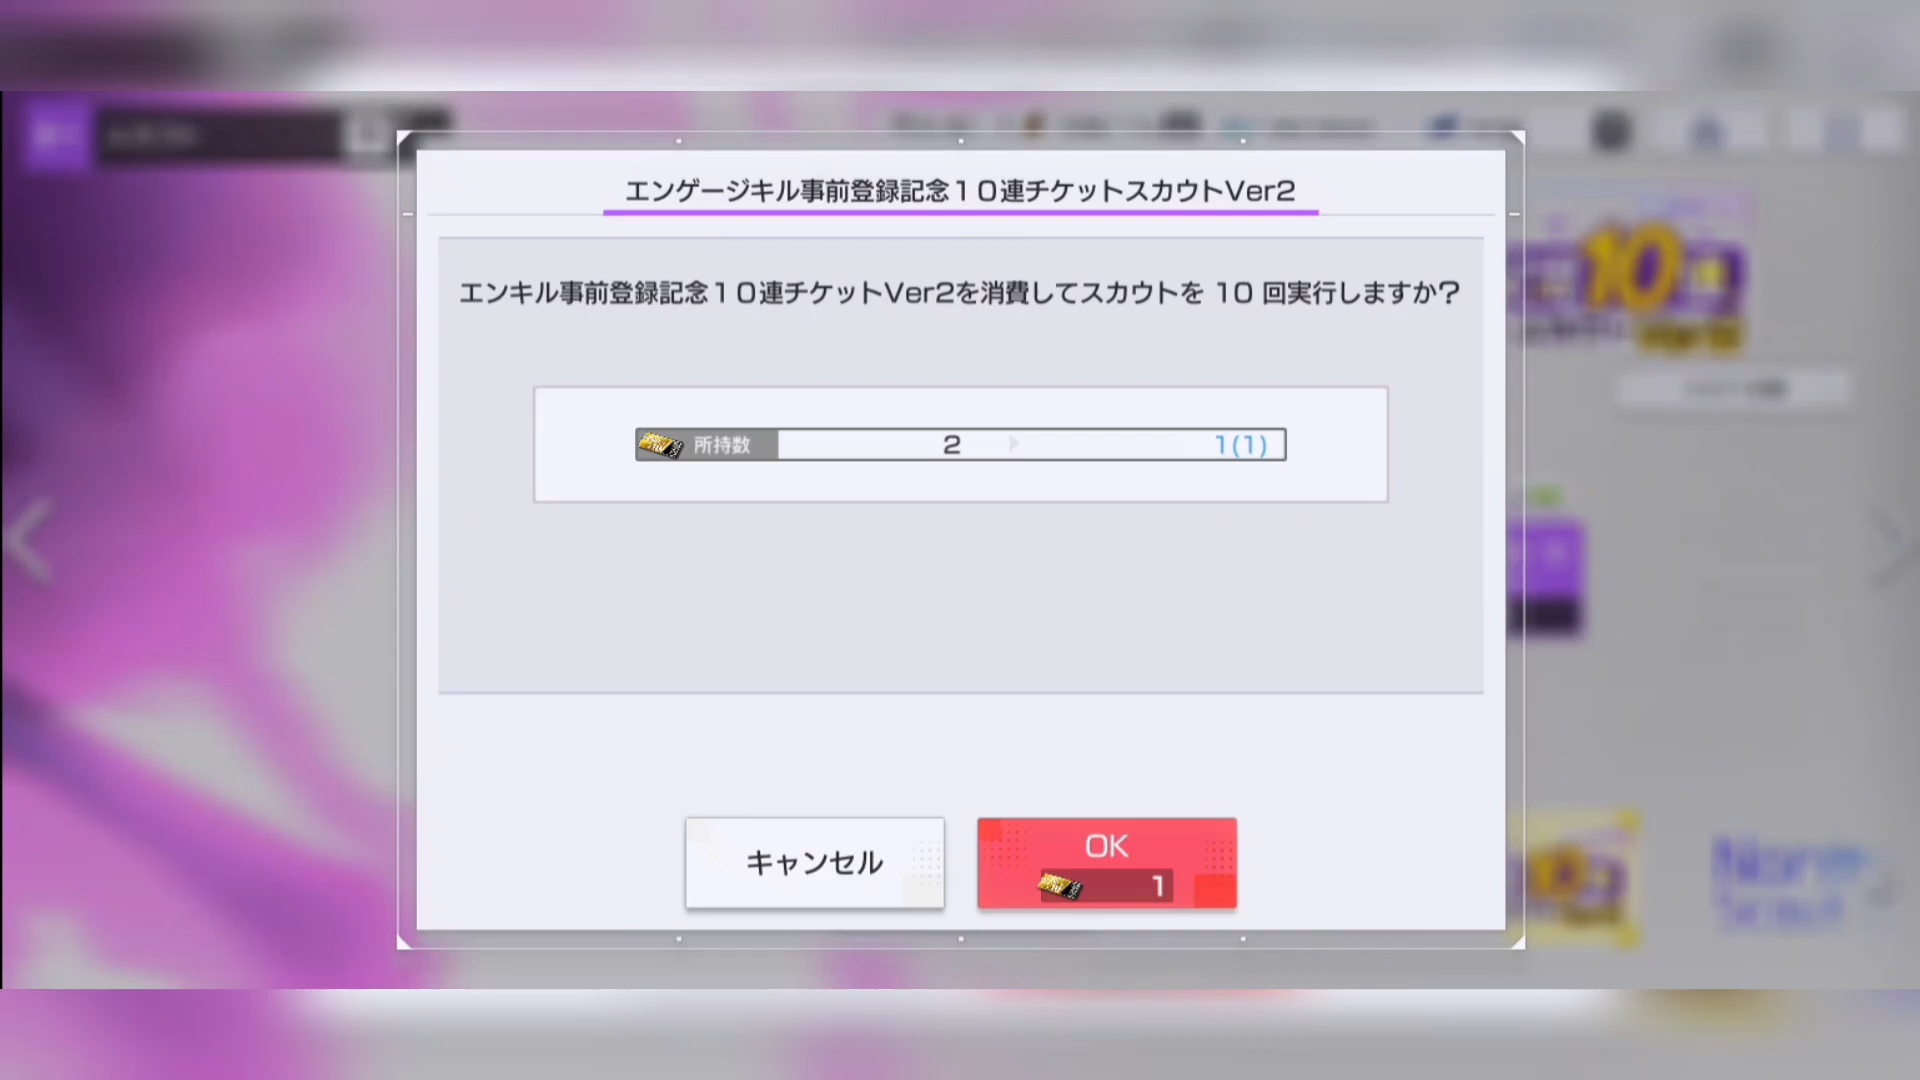 エンゲージキル事前登録記念１０連チケットスカウトVer2
エンキル事前登録記念１０連チケットVer2を消費してスカウトを 10 回実行しますか?
所持数 2 1(1)
キャンセル
OK
1
10
Norm
Scout